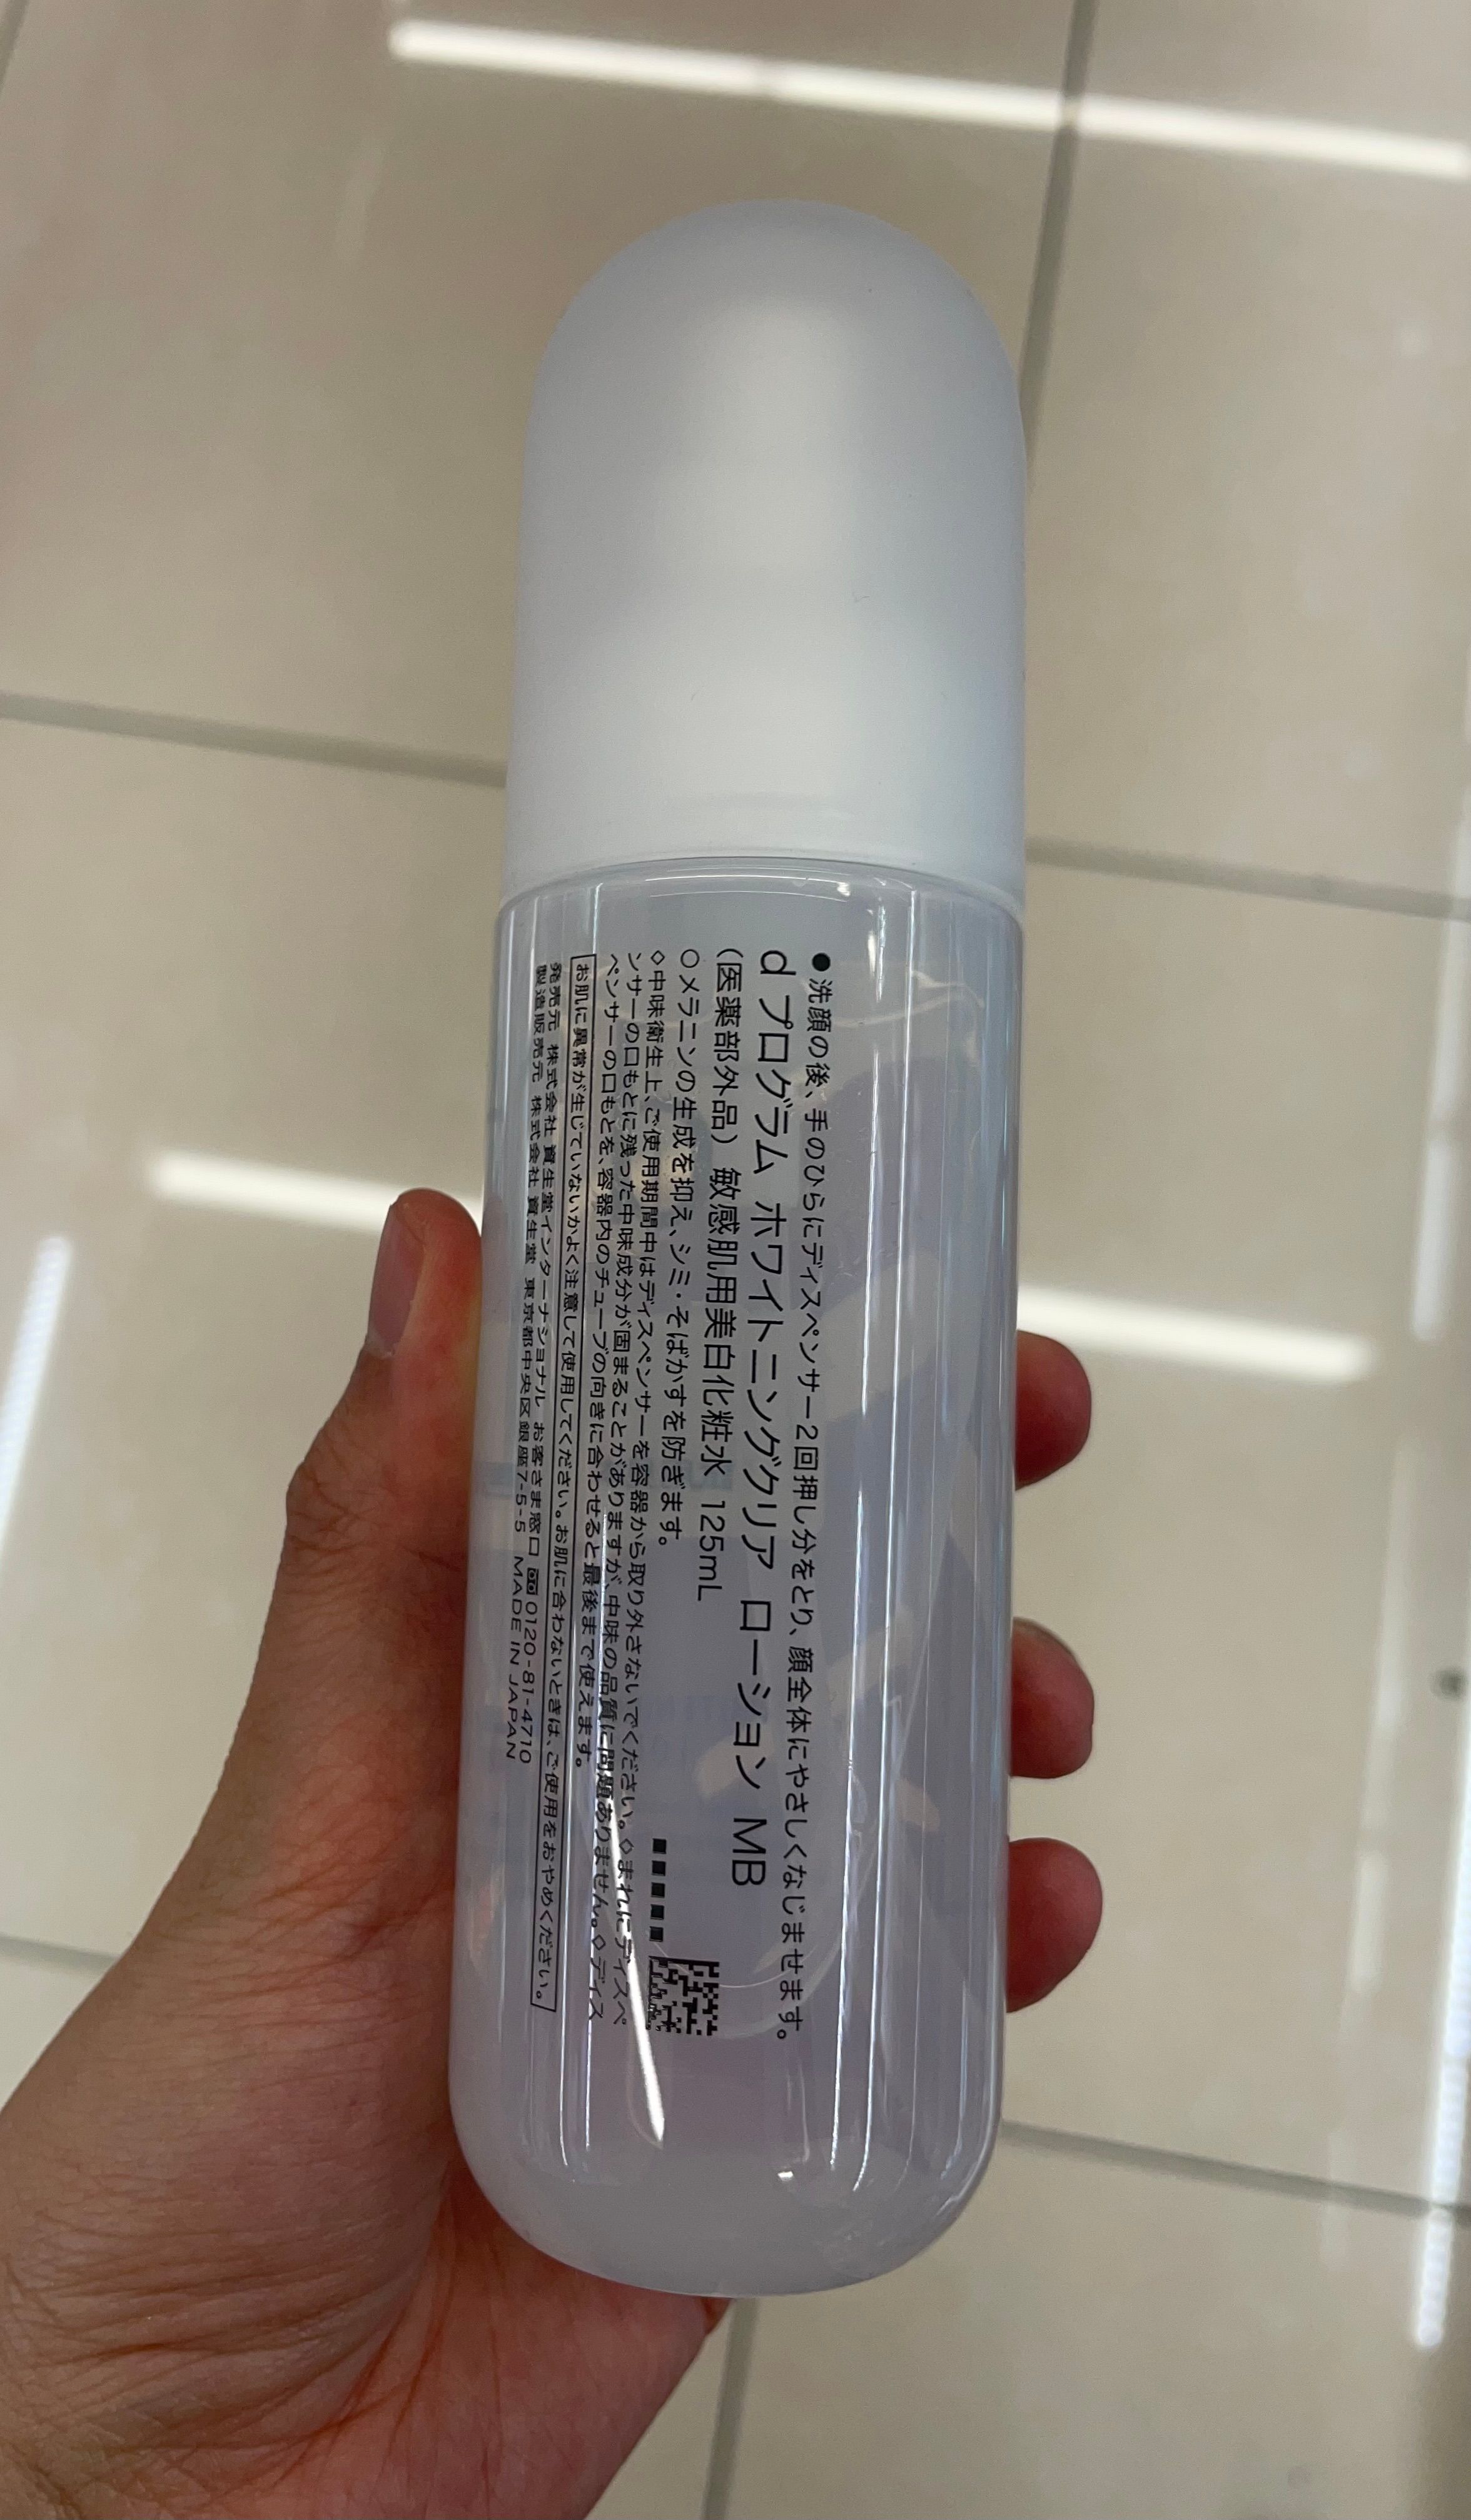 ●洗顔の後、手のひらにディスペンサー2回押し分をとり、顔全体にやさしくなじませます。
d プログラム ホワイトニングクリア ローション MB
(医薬部外品) 敏感肌用美白化粧水 125mL
○メラニンの生成を抑え、シミ・そばかすを防ぎます。
◇中味衛生上、ご使用期間中はディスペンサーを容器から取り外さないでください。◇まれにディスペ
ンサーの口もとに残った中味成分が固まることがありますが、中味の品質に問題ありません。◇ディス
ペンサーの口もとを、容器内のチューブの向きに合わせると最後まで使えます。
お肌に異常が生じていないかよく注意して使用してください。お肌に合わないときは、ご使用をおやめください。
発売元 株式会社 資生堂インターナショナル お客さま窓口 0120-81-4710
製造販売元 株式会社 資生堂 東京都中央区銀座7-5-5 MADE IN JAPAN